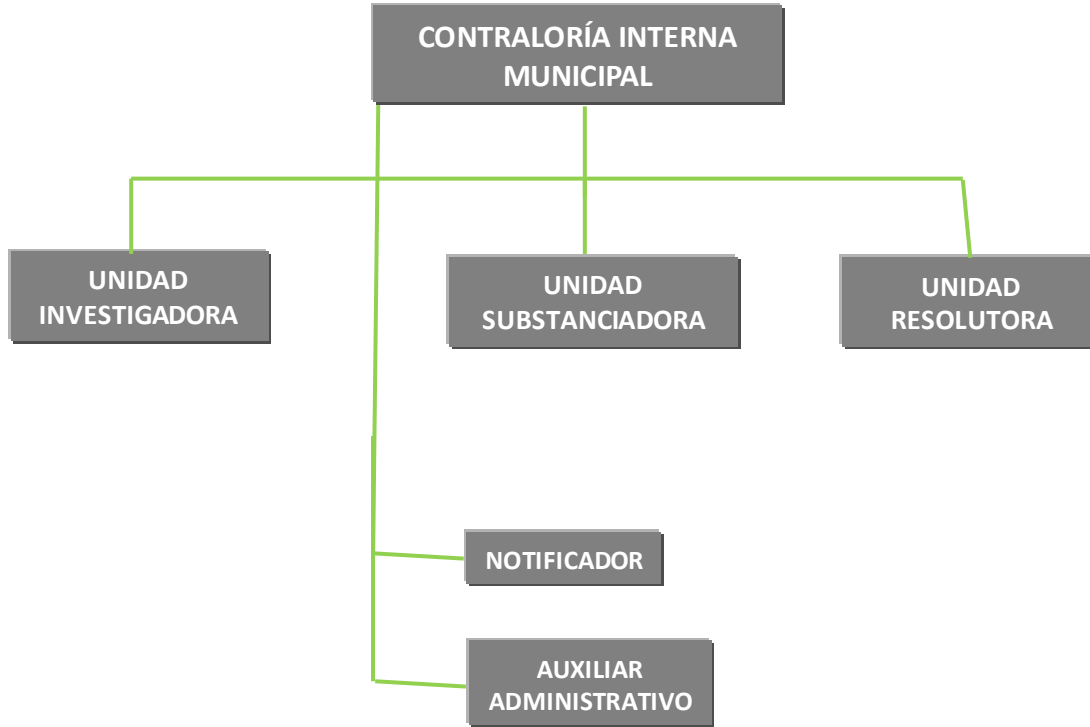 CONTRALORÍA INTERNA
MUNICIPAL
UNIDAD
INVESTIGADORA
UNIDAD
SUBSTANCIADORA
UNIDAD
RESOLUTORA
NOTIFICADOR
AUXILIAR
ADMINISTRATIVO